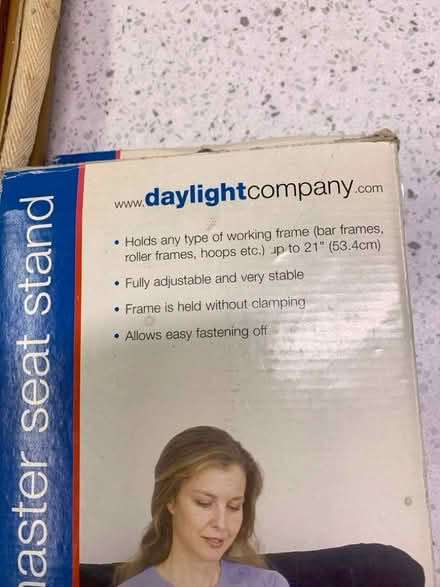 www.daylightcompany.com
• Holds any type of working frame (bar frames,
roller frames, hoops etc.) up to 21" (53.4cm)
• Fully adjustable and very stable
• Frame is held without clamping
• Allows easy fastening off
seat stand